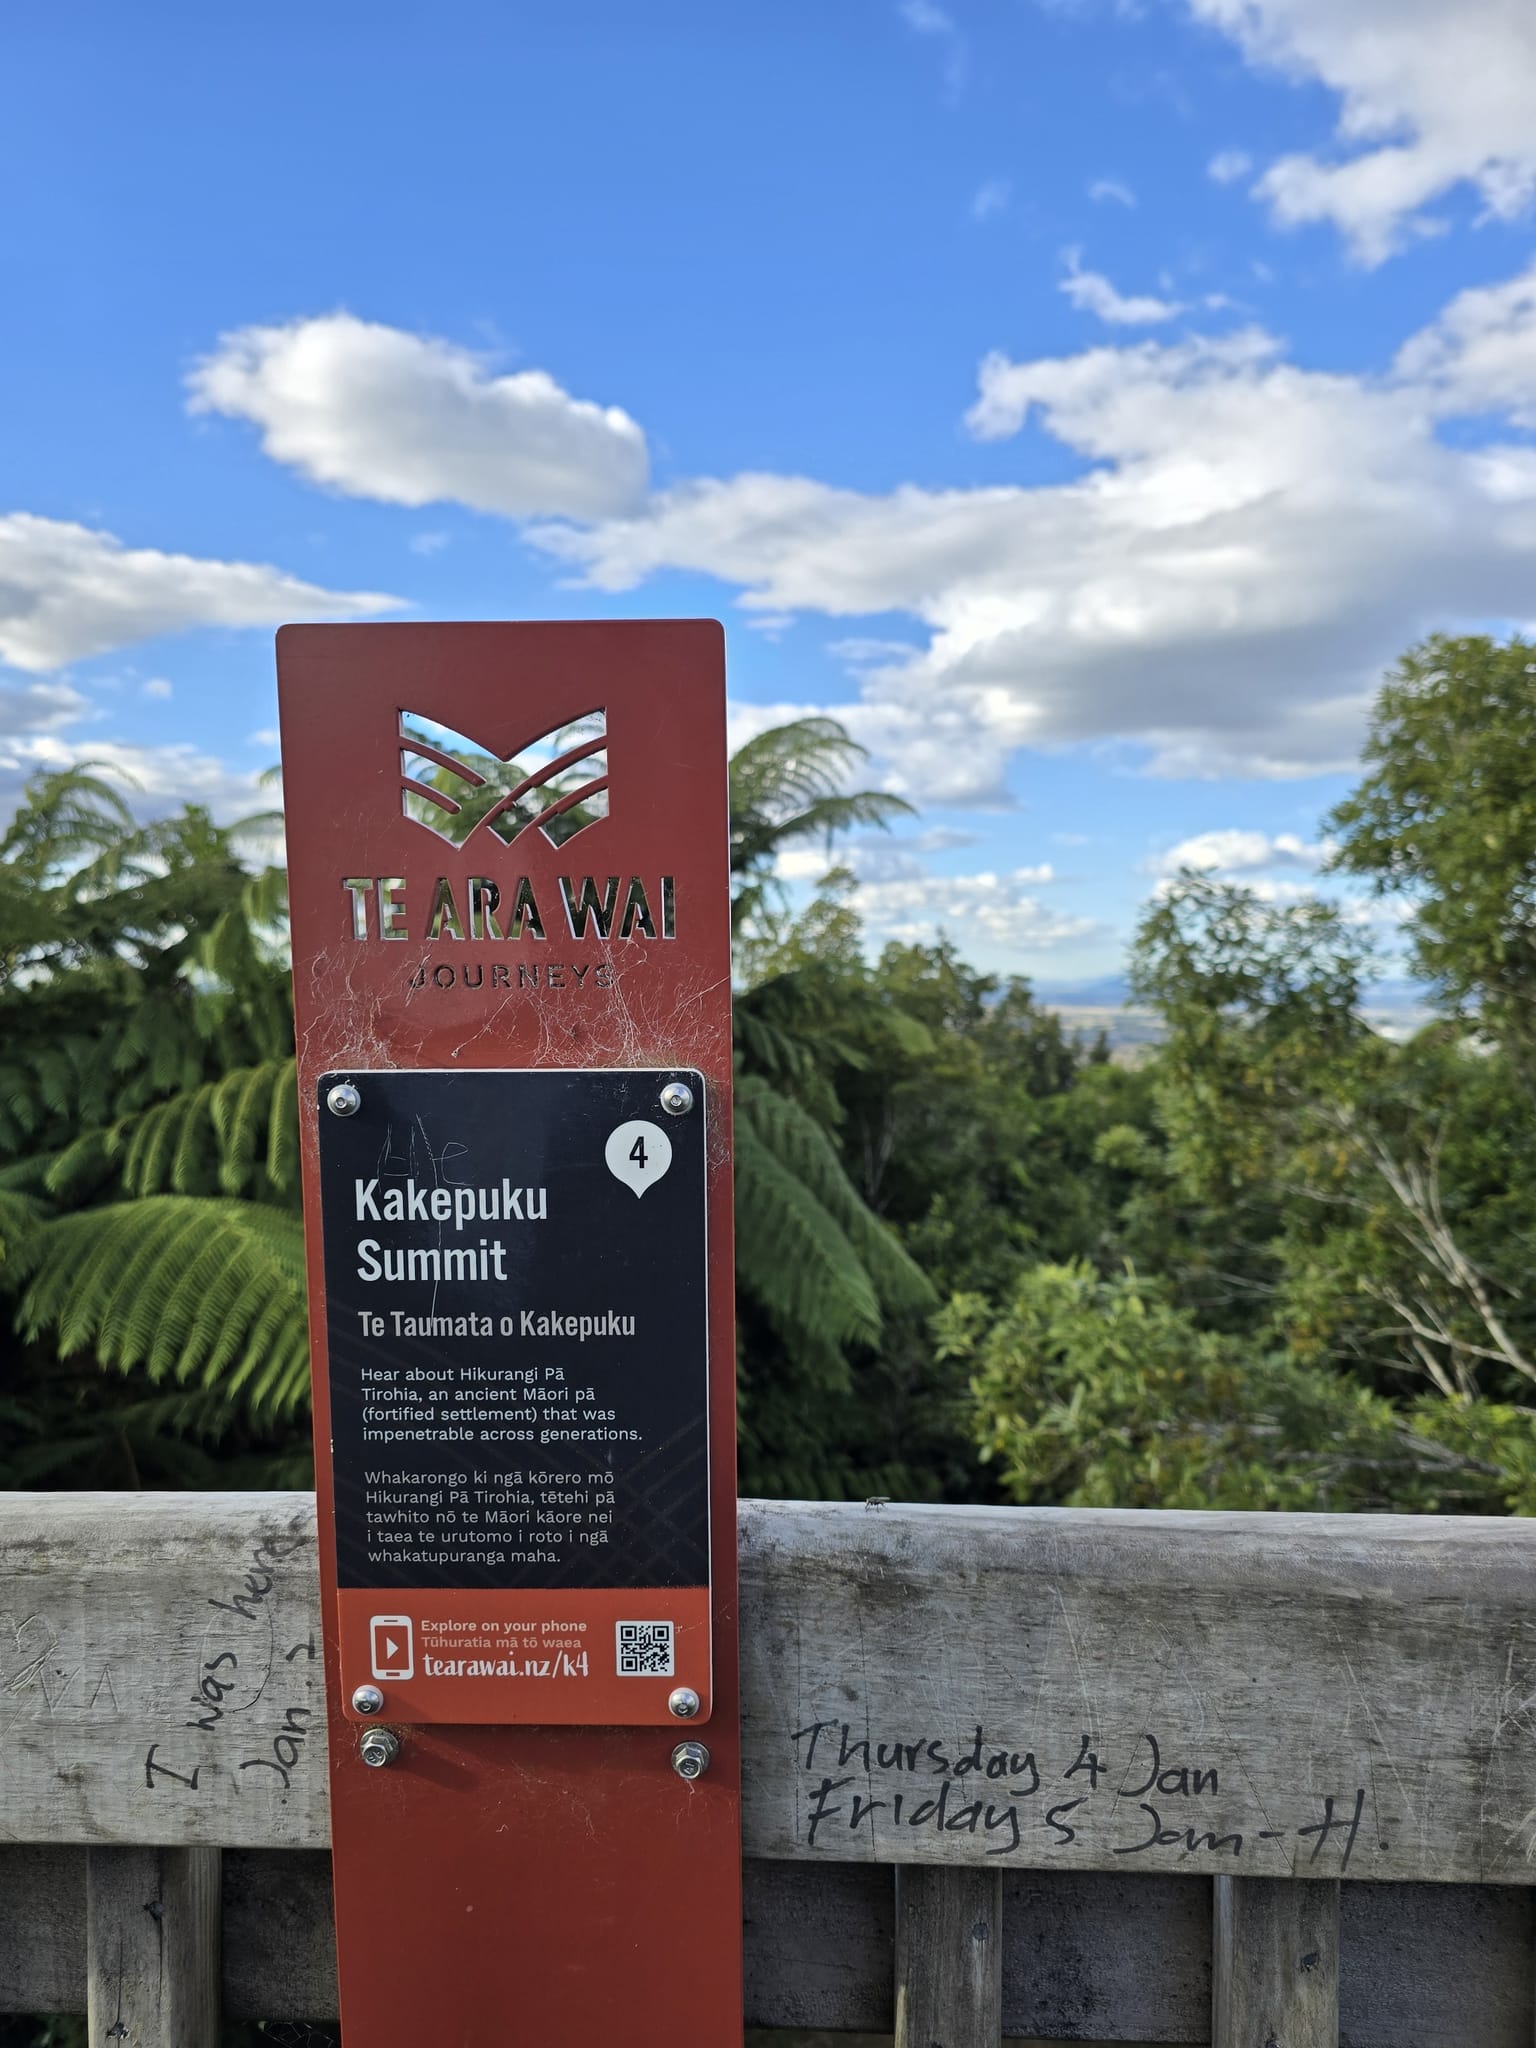 TE ARA WAI
JOURNEYS
4
Kakepuku
Summit
Te Taumata o Kakepuku
Hear about Hikurangi Pā
Tirohia, an ancient Māori pā
(fortified settlement) that was
impenetrable across generations.
Whakarongo ki ngā kōrero mō
Hikurangi Pā Tirohia, tētehi pā
tawhito nō te Māori kāore nei
i taea te urutomo i roto i ngā
whakatupuranga maha.
Explore on your phone
Tūhuratia mā tō waea
tearawai.nz/k4
I was here
Jan.
Thursday 4 Jan
Friday 5 Jan - H.